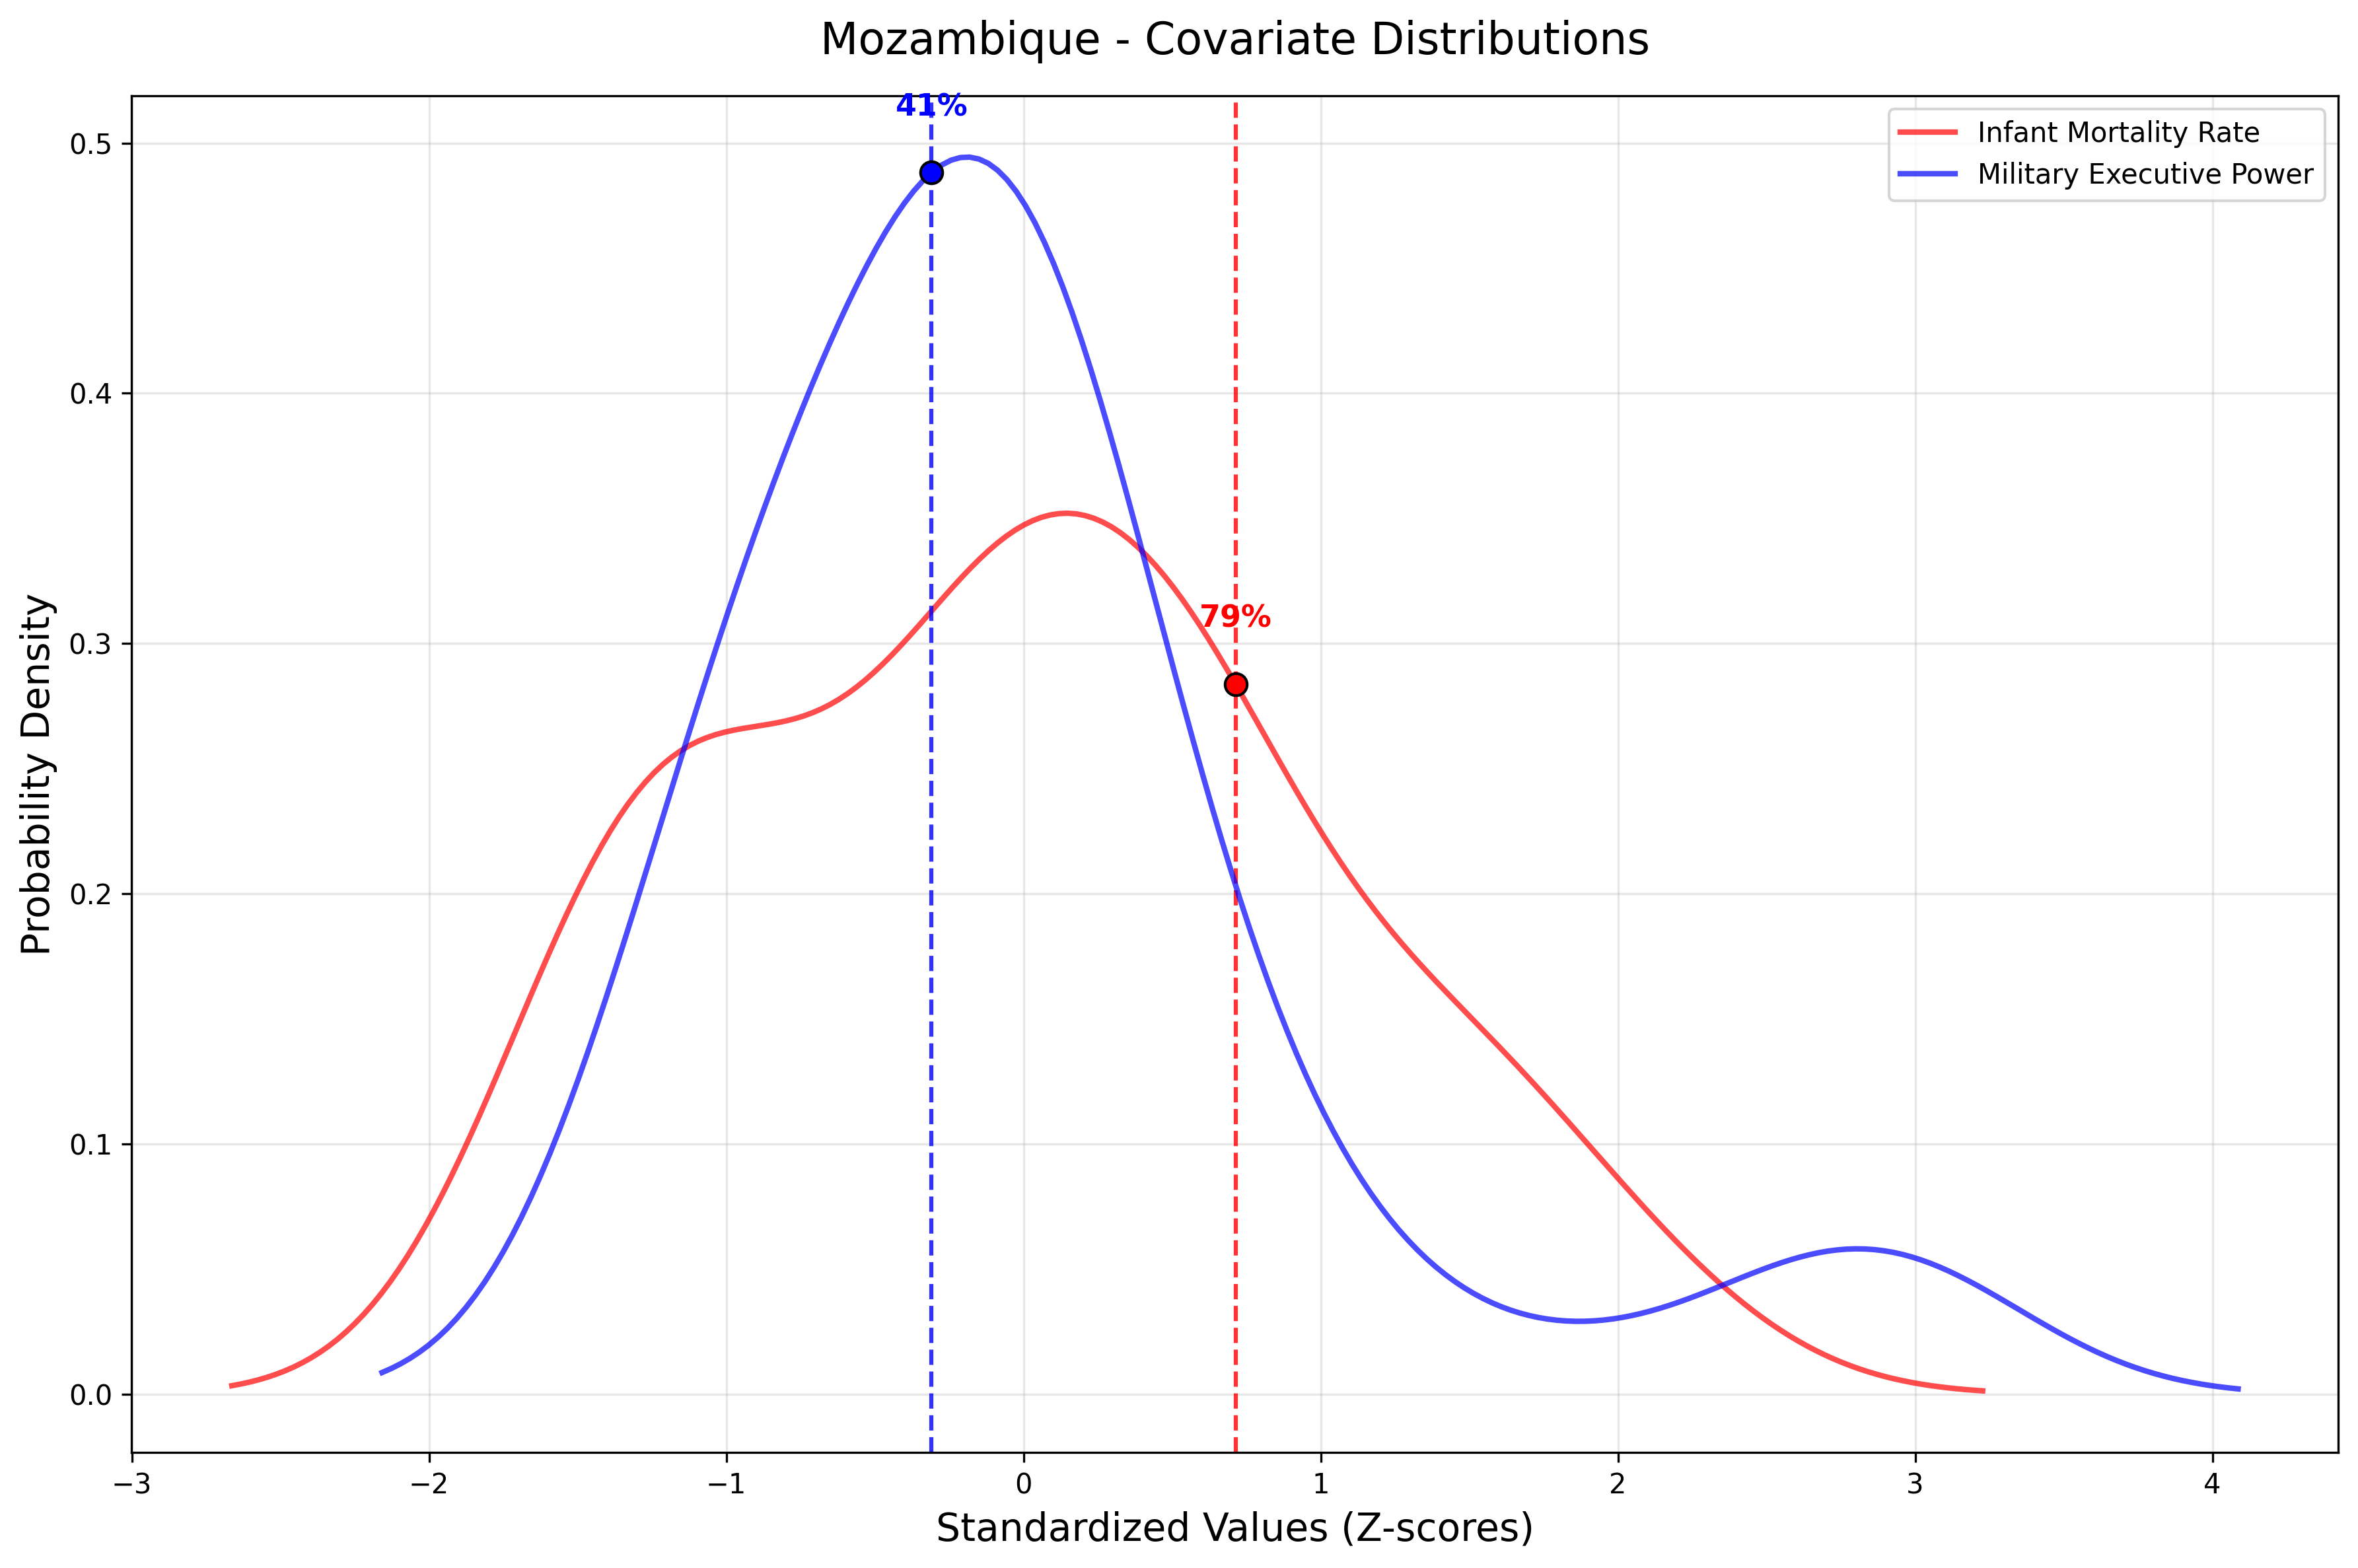 Mozambique - Covariate Distributions
41%
Infant Mortality Rate
Military Executive Power
79%
Probability Density
0.5
0.4
0.3
0.2
0.1
0.0
−3 −2 −1 0 1 2 3 4
Standardized Values (Z-scores)